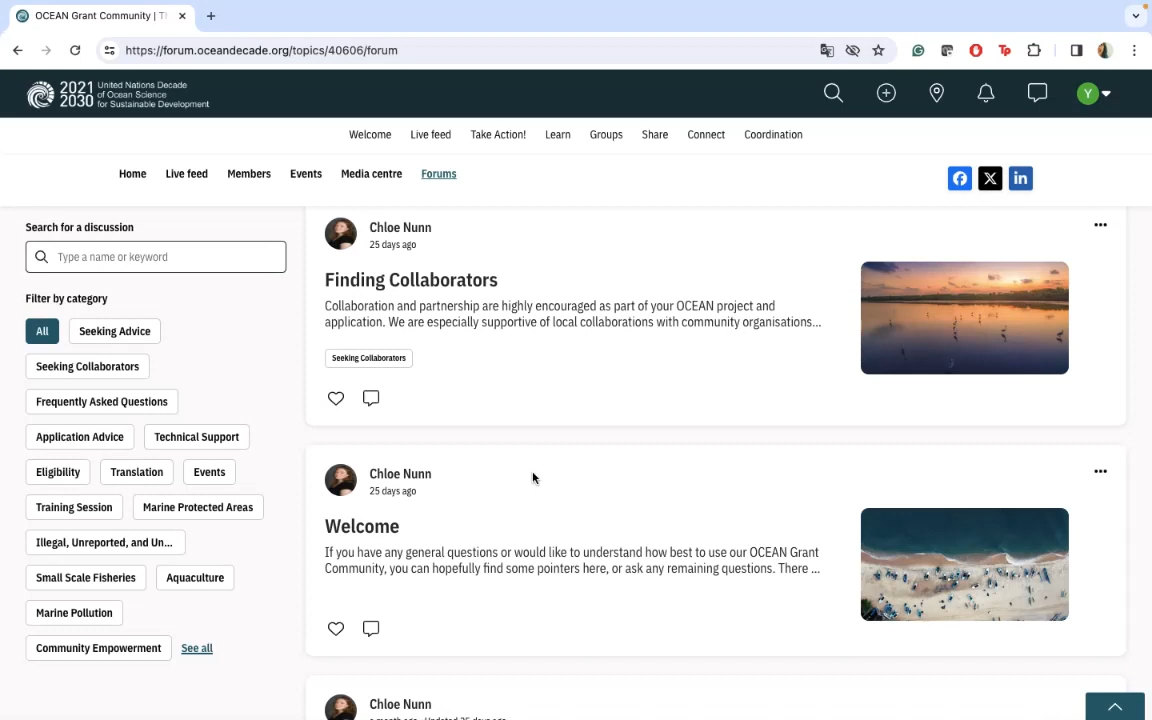 OCEAN Grant Community | Th
https://forum.oceandecade.org/topics/40606/forum
2021
2030
United Nations Decade
of Ocean Science
for Sustainable Development
Y
Welcome
Live feed
Take Action!
Learn
Groups
Share
Connect
Coordination
Home
Live feed
Members
Events
Media centre
Forums
Search for a discussion
Type a name or keyword
Filter by category
All
Seeking Advice
Seeking Collaborators
Frequently Asked Questions
Application Advice
Technical Support
Eligibility
Translation
Events
Training Session
Marine Protected Areas
Illegal, Unreported, and Un...
Small Scale Fisheries
Aquaculture
Marine Pollution
Community Empowerment
See all
Chloe Nunn
25 days ago
Finding Collaborators
Collaboration and partnership are highly encouraged as part of your OCEAN project and
application. We are especially supportive of local collaborations with community organisations...
Seeking Collaborators
Chloe Nunn
25 days ago
Welcome
If you have any general questions or would like to understand how best to use our OCEAN Grant
Community, you can hopefully find some pointers here, or ask any remaining questions. There ...
Chloe Nunn